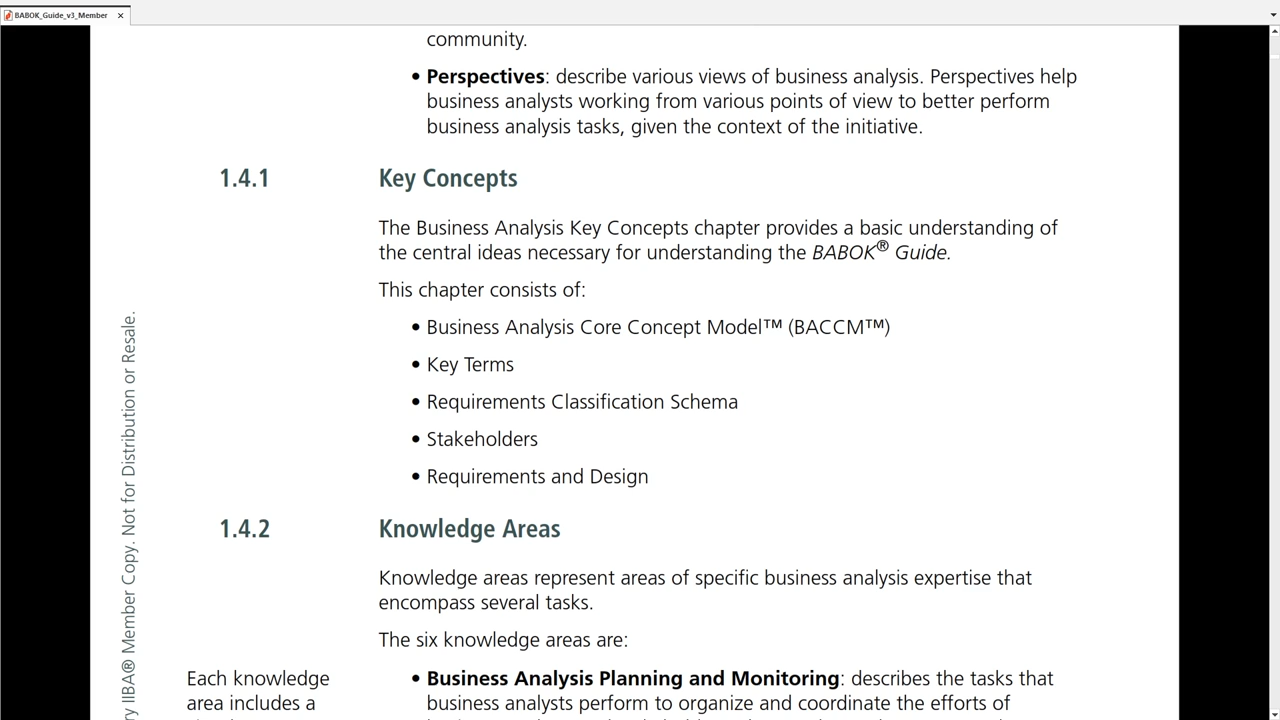 BABOK_Guide_v3_Member
community.
• Perspectives: describe various views of business analysis. Perspectives help
business analysts working from various points of view to better perform
business analysis tasks, given the context of the initiative.
1.4.1 Key Concepts
The Business Analysis Key Concepts chapter provides a basic understanding of
the central ideas necessary for understanding the BABOK® Guide.
This chapter consists of:
• Business Analysis Core Concept Model™ (BACCM™)
• Key Terms
• Requirements Classification Schema
• Stakeholders
• Requirements and Design
1.4.2 Knowledge Areas
Knowledge areas represent areas of specific business analysis expertise that
encompass several tasks.
The six knowledge areas are:
• Business Analysis Planning and Monitoring: describes the tasks that
business analysts perform to organize and coordinate the efforts of
Each knowledge
area includes a
IIBA® Member Copy. Not for Distribution or Resale.